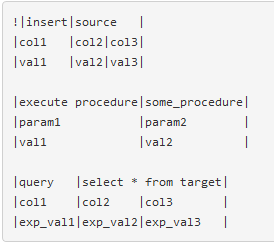 !|insert|source   |
|col1   |col2|col3|
|val1   |val2|val3|

|execute procedure|some_procedure|
|param1           |param2        |
|val1             |val2          |

|query   |select * from target|
|col1    |col2    |col3       |
|exp_val1|exp_val2|exp_val3   |